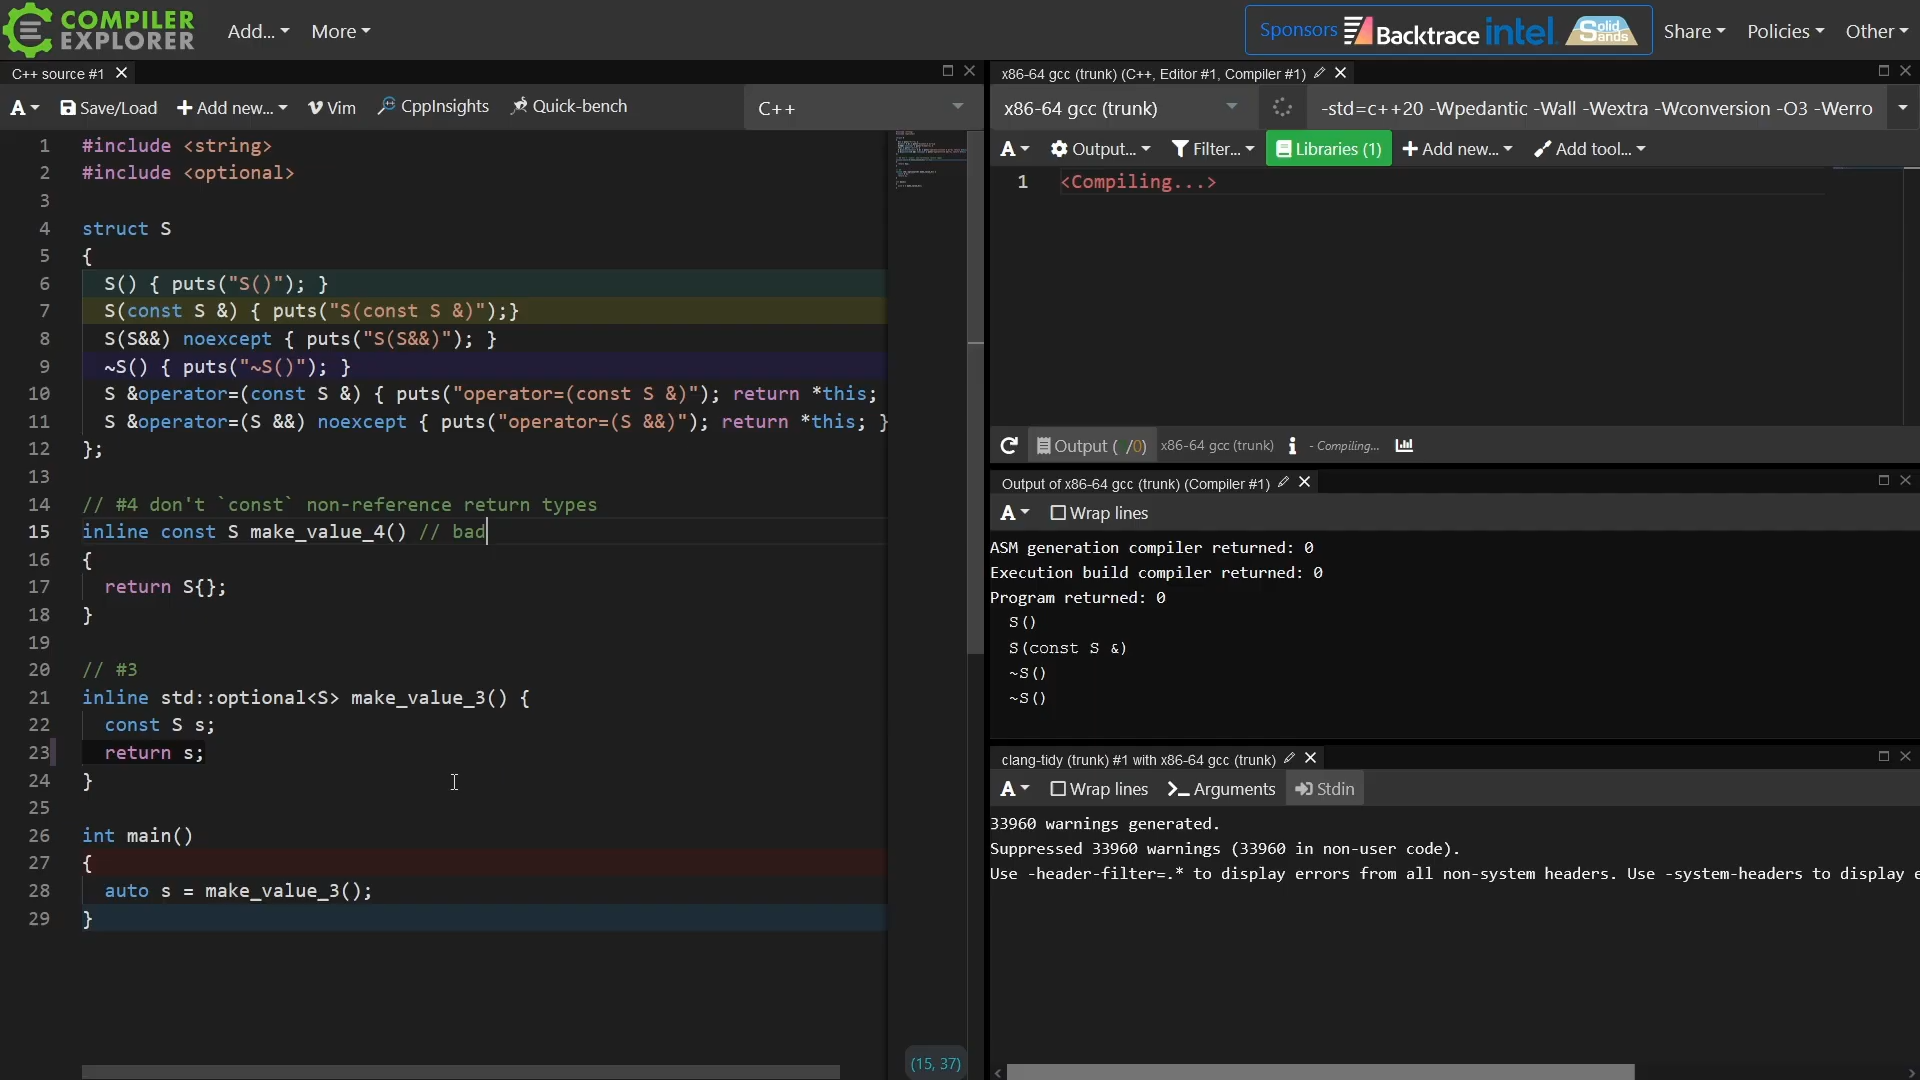 COMPILER
EXPLORER
Add...
More
Sponsors
Backtrace
intel
Solid
Sands
Share
Policies
Other
C++ source #1
A
Save/Load
+ Add new...
Vim
CppInsights
Quick-bench
C++
1 #include <string>
2 #include <optional>
3
4 struct S
5 {
6 S() { puts("S()"); }
7 S(const S &) { puts("S(const S &)");}
8 S(S&&) noexcept { puts("S(S&&)"); }
9 ~S() { puts("~S()"); }
10 S &operator=(const S &) { puts("operator=(const S &)"); return *this;
11 S &operator=(S &&) noexcept { puts("operator=(S &&)"); return *this; }
12 };
13
14 // #4 don't `const` non-reference return types
15 inline const S make_value_4() // bad
16 {
17 return S{};
18 }
19
20 // #3
21 inline std::optional<S> make_value_3() {
22 const S s;
23 return s;
24 }
25
26 int main()
27 {
28 auto s = make_value_3();
29 }
(15, 37)
x86-64 gcc (trunk) (C++, Editor #1, Compiler #1)
x86-64 gcc (trunk)
-std=c++20 -Wpedantic -Wall -Wextra -Wconversion -O3 -Werro
A
Output...
Filter...
Libraries (1)
+ Add new...
Add tool...
1 <Compiling...>
Output ( /0)
x86-64 gcc (trunk)
- Compiling...
Output of x86-64 gcc (trunk) (Compiler #1)
A
Wrap lines
ASM generation compiler returned: 0
Execution build compiler returned: 0
Program returned: 0
S()
S(const S &)
~S()
~S()
clang-tidy (trunk) #1 with x86-64 gcc (trunk)
A
Wrap lines
Arguments
Stdin
33960 warnings generated.
Suppressed 33960 warnings (33960 in non-user code).
Use -header-filter=.* to display errors from all non-system headers. Use -system-headers to display e